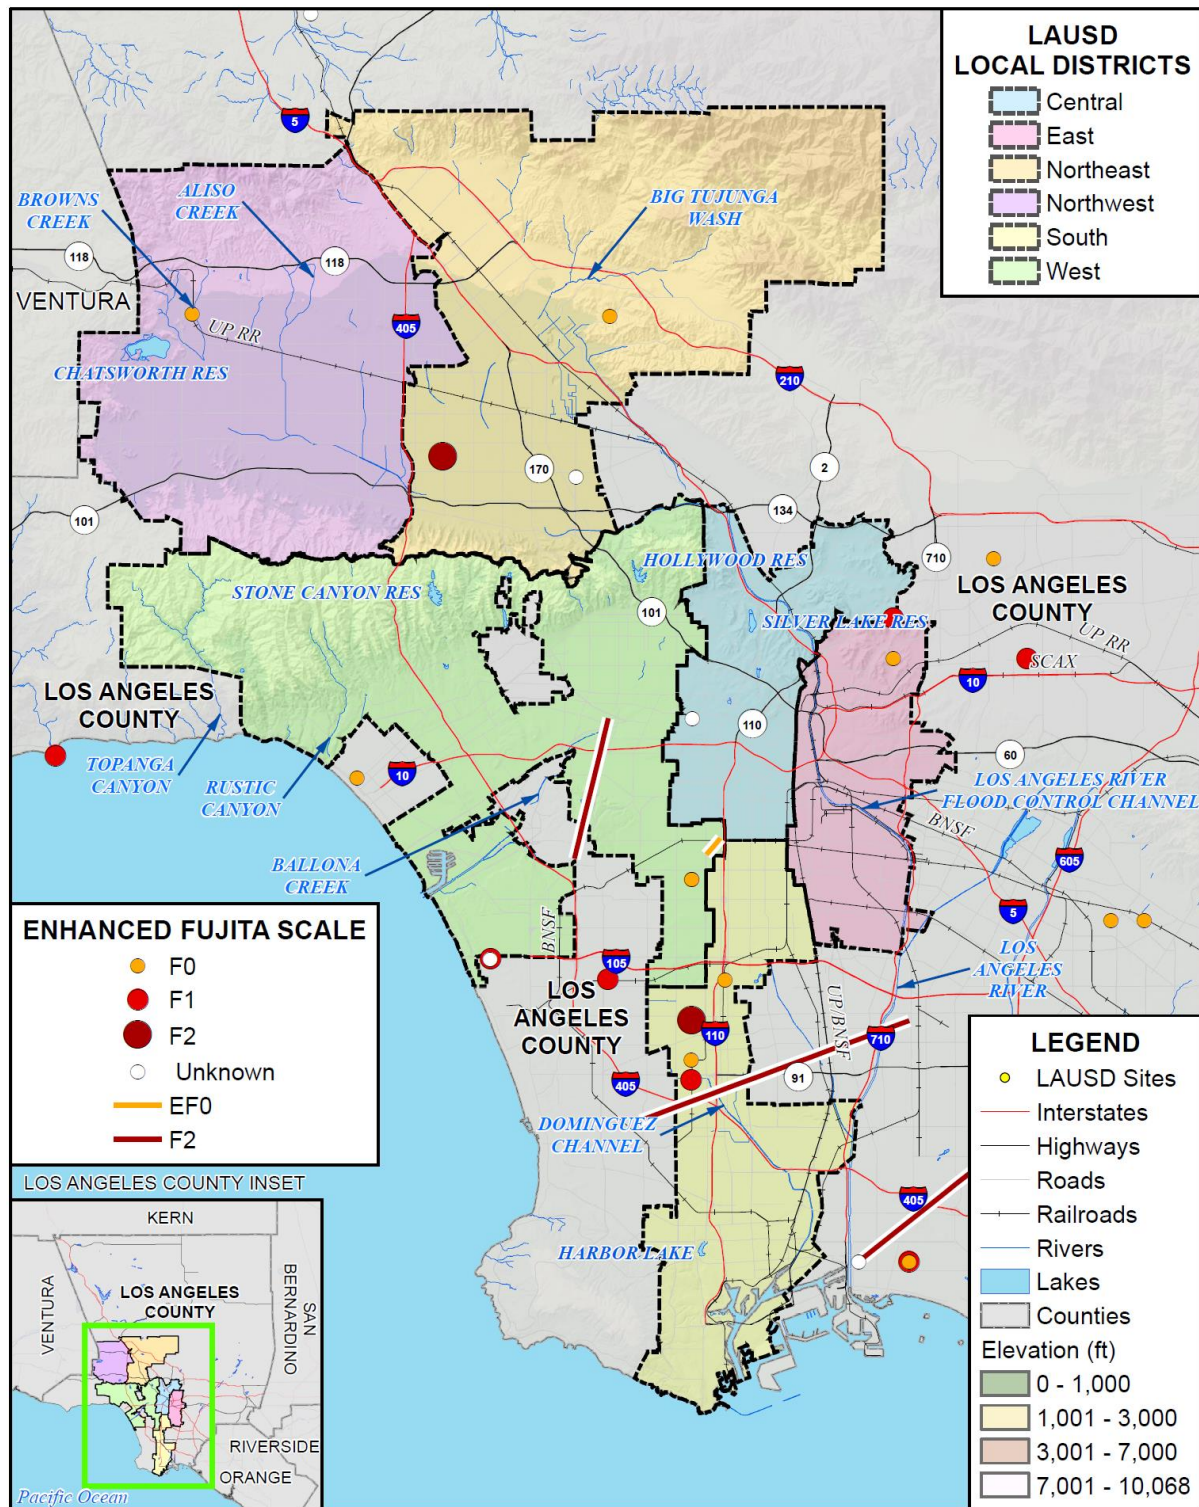 LAUSD
LOCAL DISTRICTS
Central
East
Northeast
Northwest
South
West
5
BROWNS
CREEK
ALISO
CREEK
BIG TUJUNGA
WASH
118
118
VENTURA
405
UP RR
CHATSWORTH RES
210
170
2
101
134
710
HOLLYWOOD RES
STONE CANYON RES
101
LOS ANGELES
COUNTY
SILVER LAKE RES
UP RR
SCAX
10
LOS ANGELES
COUNTY
110
60
TOPANGA
CANYON
RUSTIC
CANYON
10
LOS ANGELES RIVER
FLOOD CONTROL CHANNEL
BNSF
BALLONA
CREEK
605
5
BNSF
105
LOS
ANGELES
RIVER
LOS
ANGELES
COUNTY
UP/BNSF
110
710
405
91
DOMINGUEZ
CHANNEL
405
HARBOR LAKE
ENHANCED FUJITA SCALE
F0
F1
F2
Unknown
EF0
F2
LEGEND
LAUSD Sites
Interstates
Highways
Roads
Railroads
Rivers
Lakes
Counties
Elevation (ft)
0 - 1,000
1,001 - 3,000
3,001 - 7,000
7,001 - 10,068
LOS ANGELES COUNTY INSET
KERN
VENTURA
LOS ANGELES
COUNTY
SAN
BERNARDINO
RIVERSIDE
ORANGE
Pacific Ocean